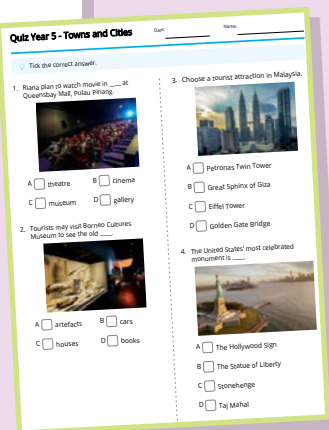 Quiz Year 5 - Towns and Cities
Date:
Name:
Tick the correct answer.
1. Riana plan to watch movie in ____ at
Queensbay Mall, Pulau Pinang.
A theatre B cinema
C museum D gallery
2. Tourists may visit Borneo Cultures
Museum to see the old ____.
A artefacts B cars
C houses D books
3. Choose a tourist attraction in Malaysia.
A Petronas Twin Tower
B Great Sphinx of Giza
C Eiffel Tower
D Golden Gate Bridge
4. The United States' most celebrated
monument is ____.
A The Hollywood Sign
B The Statue of Liberty
C Stonehenge
D Taj Mahal